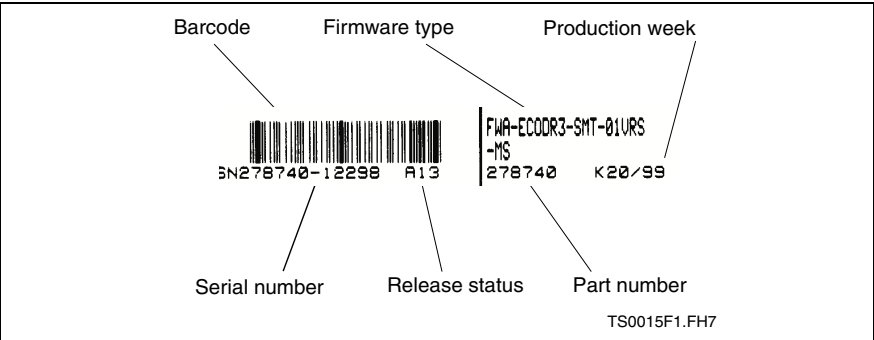 Barcode Firmware type Production week
FWA-ECODR3-SMT-01VRS
-MS
SN278740-12298 A13 278740 K20/99
Serial number Release status Part number
TS0015F1.FH7